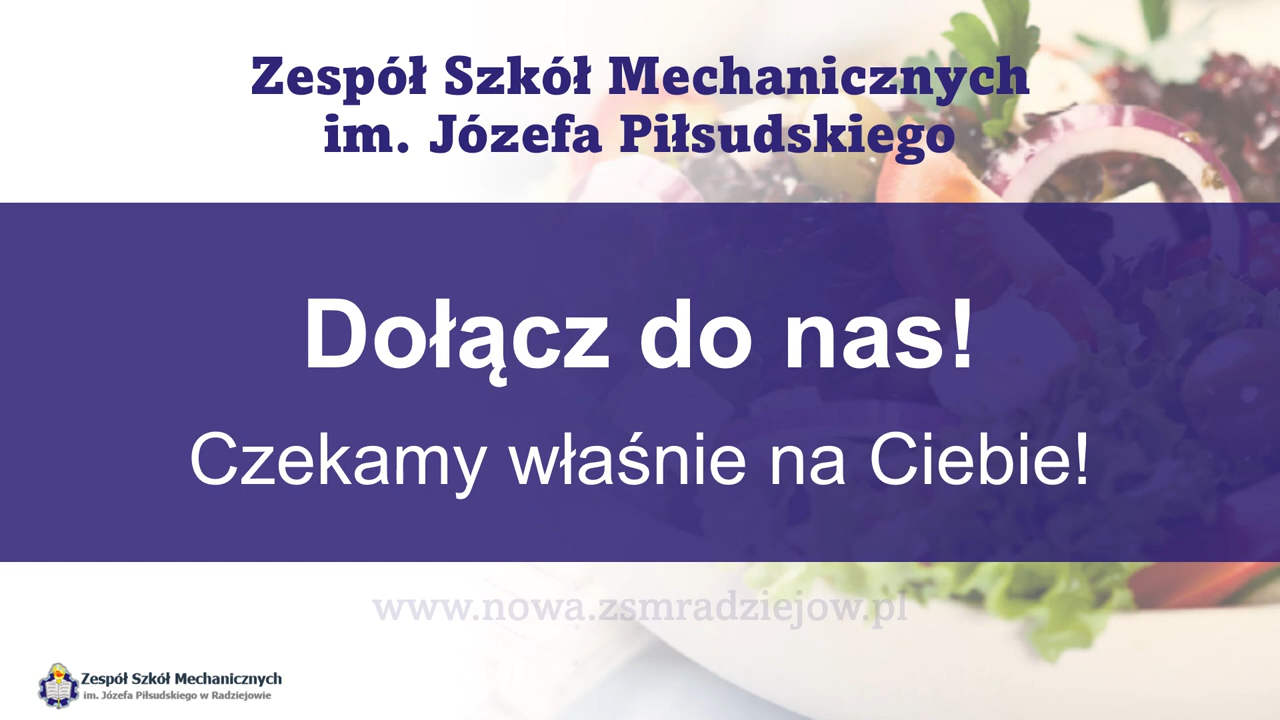 Zespół Szkół Mechanicznych
im. Józefa Piłsudskiego
Dołącz do nas!
Czekamy właśnie na Ciebie!
www.nowa.zsmradziejow.pl
Zespół Szkół Mechanicznych
im. Józefa Piłsudskiego w Radziejowie